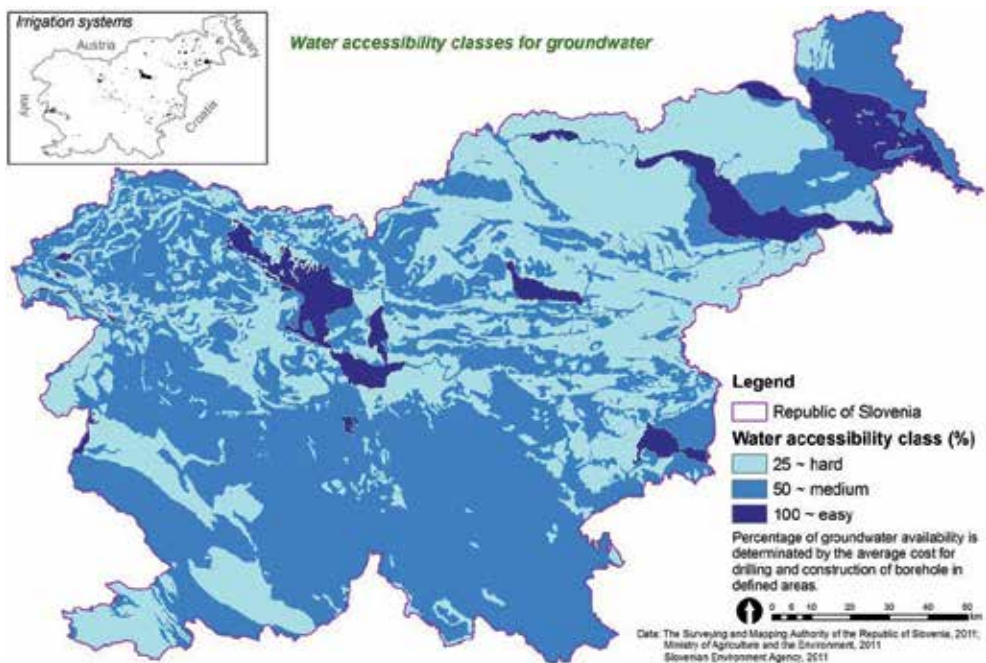 Irrigation systems
Austria
Hungary
Italy
Croatia
Water accessibility classes for groundwater
Legend
Republic of Slovenia
Water accessibility class (%)
25 ~ hard
50 ~ medium
100 ~ easy
Percentage of groundwater availability is
determinated by the average cost for
drilling and construction of borehole in
defined areas.
0 5 10 20 30 40 50
km
Data: The Surveying and Mapping Authority of the Republic of Slovenia, 2011;
Ministry of Agriculture and the Environment, 2011
Slovenian Environment Agency, 2011